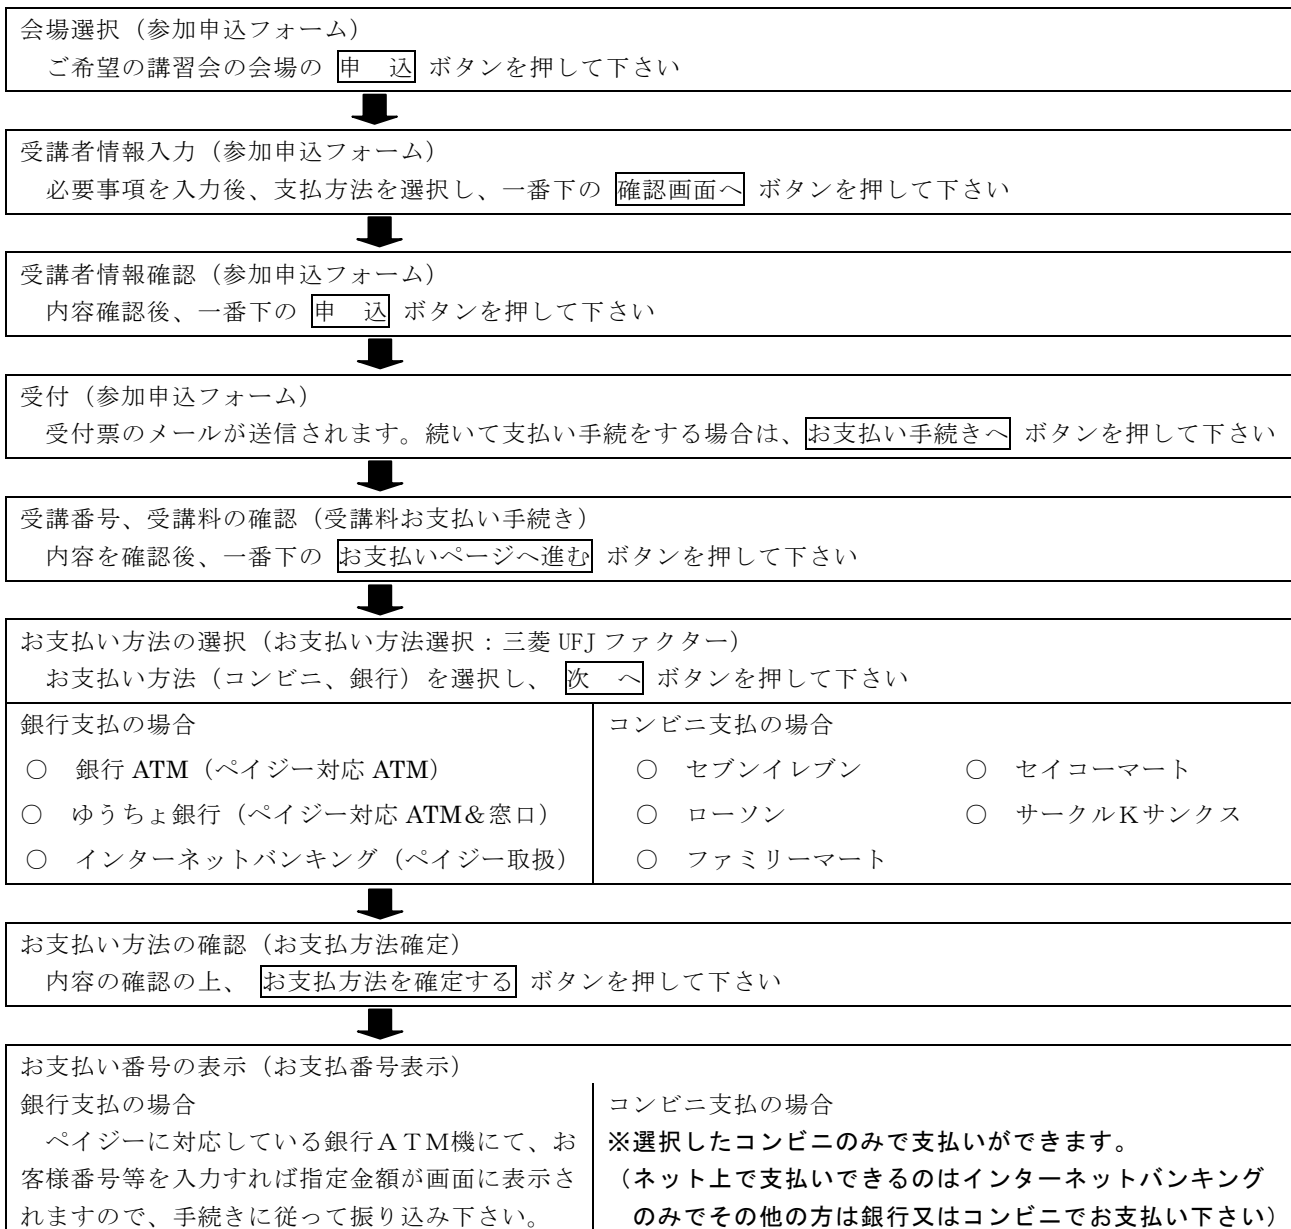 会場選択（参加申込フォーム）
ご希望の講習会の会場の 申　込 ボタンを押して下さい
受講者情報入力（参加申込フォーム）
必要事項を入力後、支払方法を選択し、一番下の 確認画面へ ボタンを押して下さい
受講者情報確認（参加申込フォーム）
内容確認後、一番下の 申　込 ボタンを押して下さい
受付（参加申込フォーム）
受付票のメールが送信されます。続いて支払い手続をする場合は、お支払い手続きへ ボタンを押して下さい
受講番号、受講料の確認（受講料お支払い手続き）
内容を確認後、一番下の お支払いページへ進む ボタンを押して下さい
お支払い方法の選択（お支払い方法選択：三菱 UFJ ファクター）
お支払い方法（コンビニ、銀行）を選択し、 次　へ ボタンを押して下さい
銀行支払の場合
○　銀行 ATM（ペイジー対応 ATM）
○　ゆうちょ銀行（ペイジー対応 ATM＆窓口）
○　インターネットバンキング（ペイジー取扱）
コンビニ支払の場合
○　セブンイレブン　　　○　セイコーマート
○　ローソン　　　○　サークルＫサンクス
○　ファミリーマート
お支払い方法の確認（お支払方法確定）
内容の確認の上、 お支払方法を確定する ボタンを押して下さい
お支払い番号の表示（お支払番号表示）
銀行支払の場合
ペイジーに対応している銀行ＡＴＭ機にて、お
客様番号等を入力すれば指定金額が画面に表示さ
れますので、手続きに従って振り込み下さい。
コンビニ支払の場合
※選択したコンビニのみで支払いができます。
（ネット上で支払いできるのはインターネットバンキング
のみでその他の方は銀行又はコンビニでお支払い下さい）